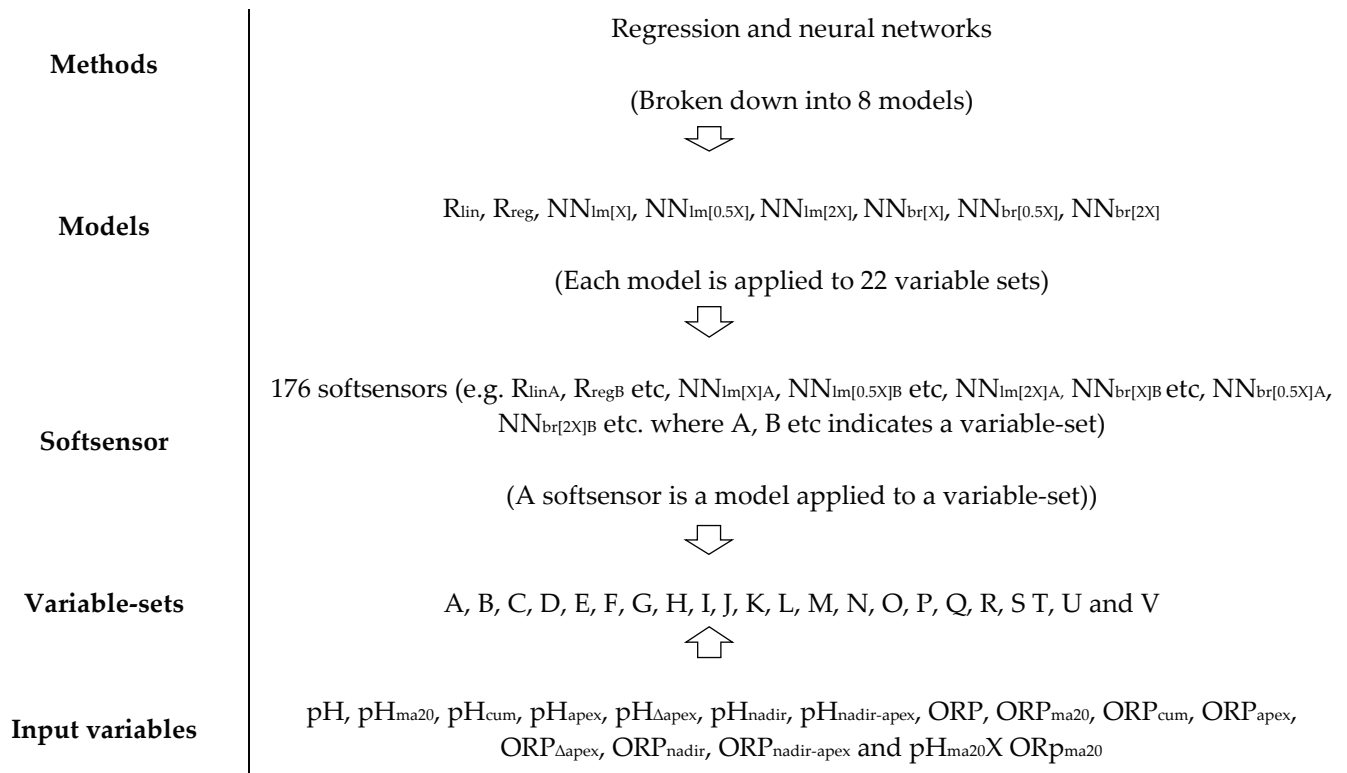 Methods
Regression and neural networks
(Broken down into 8 models)
Models
Rlin, Rreg, NNlm[X], NNlm[0.5X], NNlm[2X], NNbr[X], NNbr[0.5X], NNbr[2X]
(Each model is applied to 22 variable sets)
Softsensor
176 softsensors (e.g. RlinA, RregB etc, NNlm[X]A, NNlm[0.5X]B etc, NNlm[2X]A, NNbr[X]B etc, NNbr[0.5X]A,
NNbr[2X]B etc. where A, B etc indicates a variable-set)
(A softsensor is a model applied to a variable-set))
Variable-sets
A, B, C, D, E, F, G, H, I, J, K, L, M, N, O, P, Q, R, S T, U and V
Input variables
pH, pHma20, pHcum, pHapex, pHΔapex, pHnadir, pHnadir-apex, ORP, ORPma20, ORPcum, ORPapex,
ORPΔapex, ORPnadir, ORPnadir-apex and pHma20X ORpma20